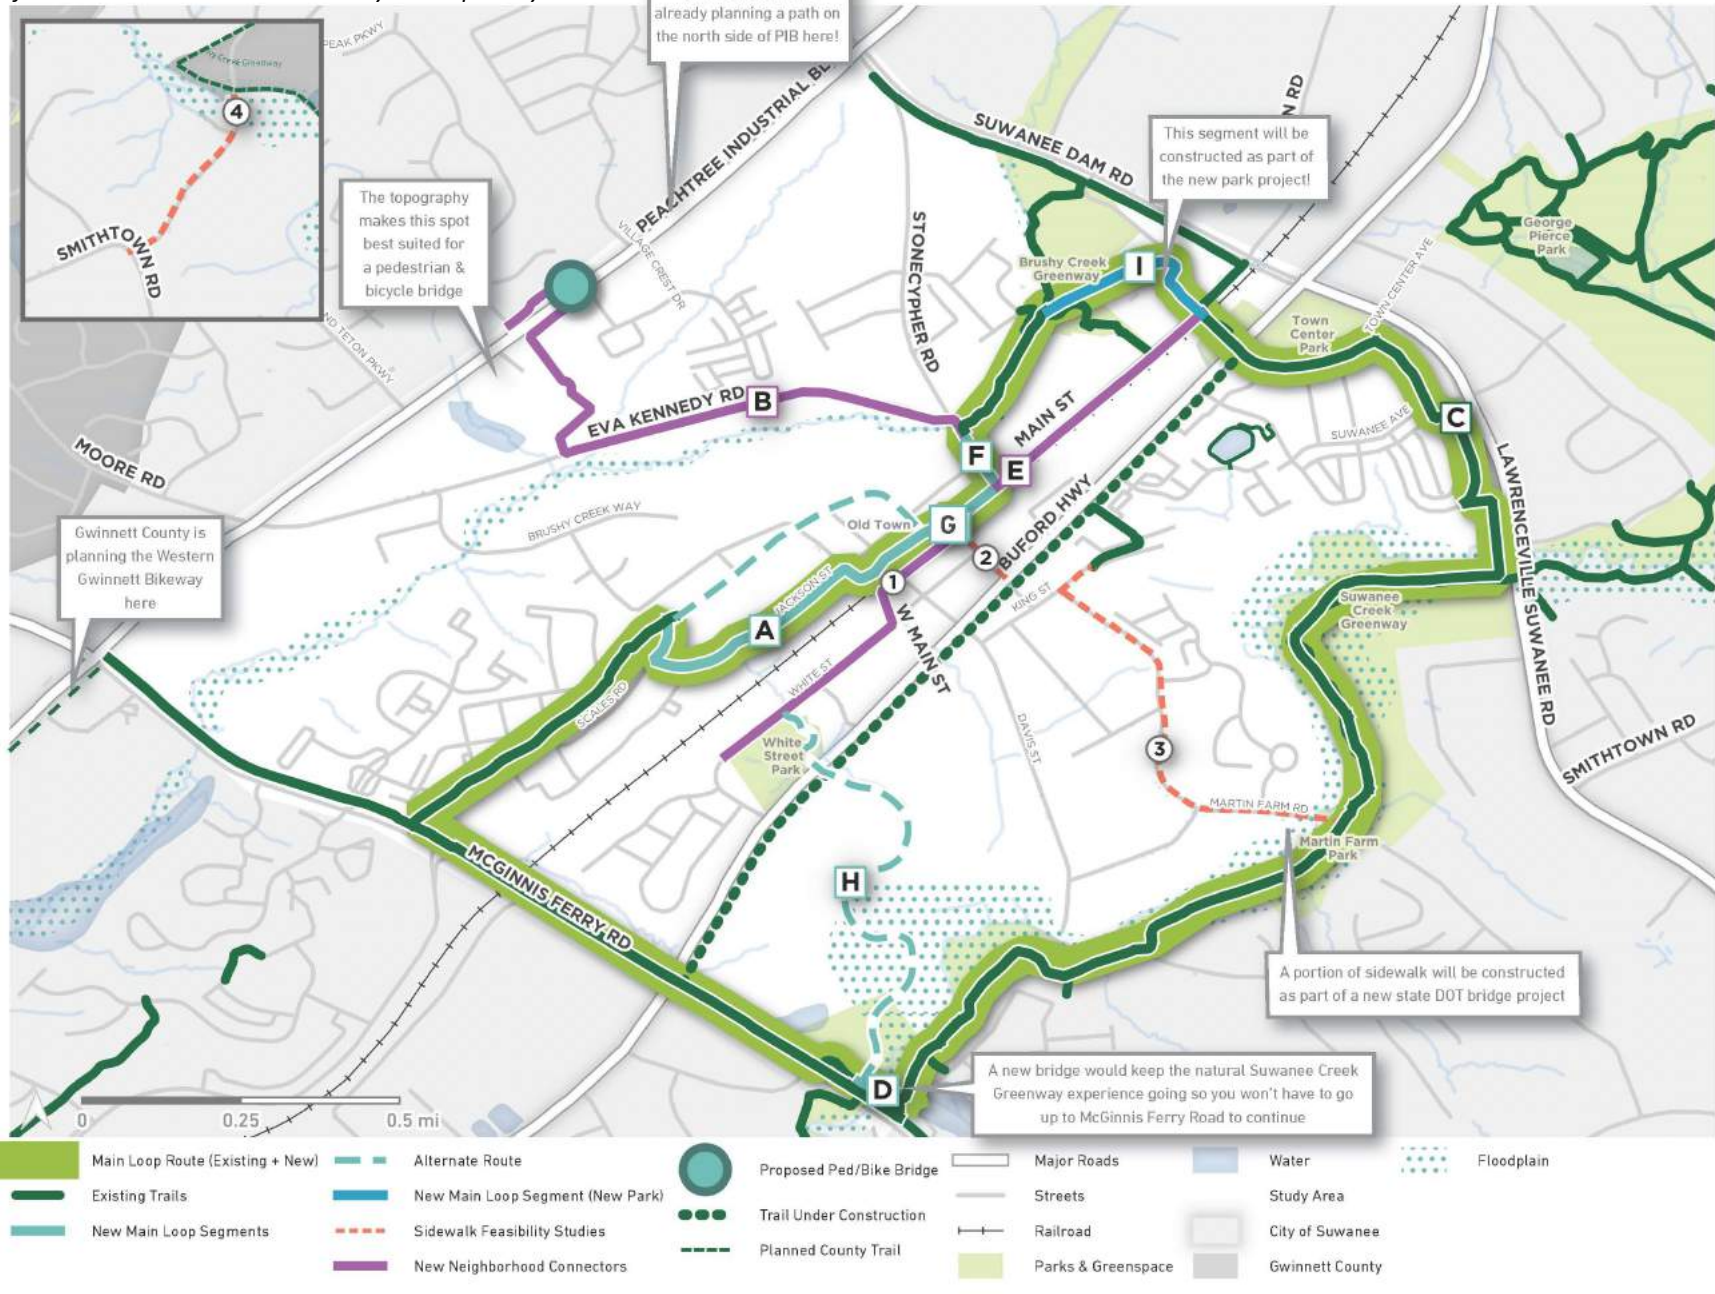 already planning a path on
the north side of PIB here!
PEAK PKWY
Creek Greenway
4
SMITHTOWN RD
The topography
makes this spot
best suited for
a pedestrian &
bicycle bridge
PEACHTREE INDUSTRIAL BL
VILLAGE CREST DR
SUWANEE DAM RD
N RD
This segment will be
constructed as part of
the new park project!
STONECYPHER RD
Brushy Creek
Greenway
I
George
Pierce
Park
TOWN CENTER AVE
Town
Center
Park
ND TETON PKWY
EVA KENNEDY RD
B
MAIN ST
SUWANEE AVE
C
MOORE RD
F
E
LAWRENCEVILLE SUWANEE RD
BRUSHY CREEK WAY
Old Town
G
BUFORD HWY
2
Gwinnett County is
planning the Western
Gwinnett Bikeway
here
JACKSON ST
1
KING ST
A
W MAIN ST
Suwanee
Creek
Greenway
WHITE ST
SCALES RD
DAVIS ST
White
Street
Park
3
SMITHTOWN RD
MARTIN FARM RD
Martin Farm
Park
MCGINNIS FERRY RD
H
A portion of sidewalk will be constructed
as part of a new state DOT bridge project
D
A new bridge would keep the natural Suwanee Creek
Greenway experience going so you won't have to go
up to McGinnis Ferry Road to continue
0 0.25 0.5 mi
Main Loop Route (Existing + New)
Existing Trails
New Main Loop Segments
Alternate Route
New Main Loop Segment (New Park)
Sidewalk Feasibility Studies
New Neighborhood Connectors
Proposed Ped/Bike Bridge
Trail Under Construction
Planned County Trail
Major Roads
Streets
Railroad
Parks & Greenspace
Water
Study Area
City of Suwanee
Gwinnett County
Floodplain